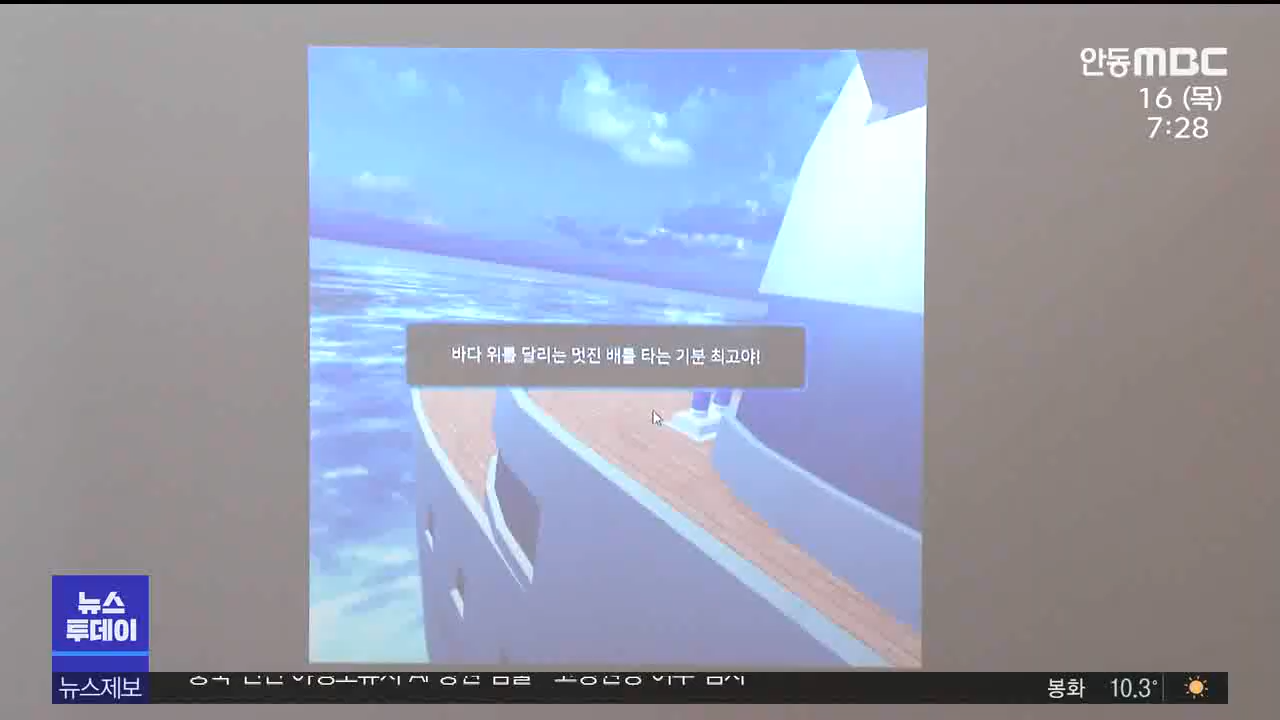 안동MBC
16 (목)
7:28
바다 위를 달리는 멋진 배를 타는 기분 최고야!
뉴스
투데이
뉴스제보
봉화 10.3°